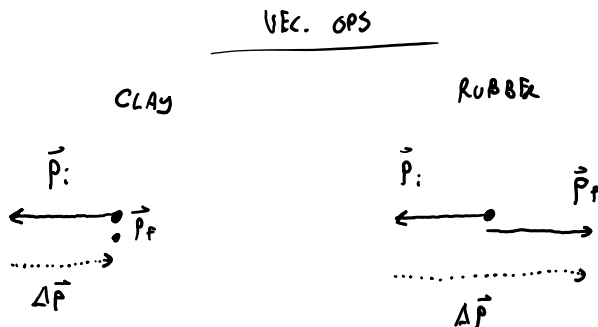 VEC. OPS
CLAY
RUBBER
p⃗i
p⃗F
Δp⃗
p⃗i
p⃗f
Δp⃗